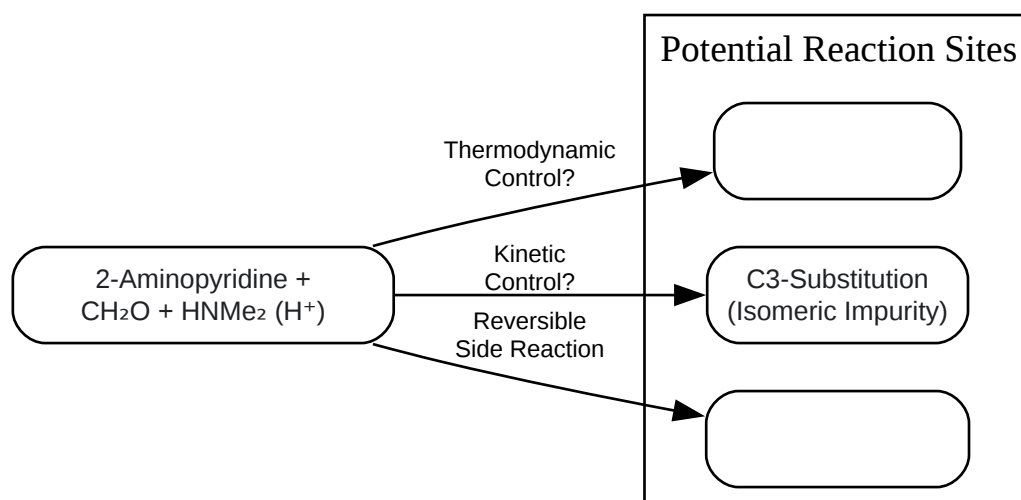 Potential Reaction Sites
Thermodynamic
Control?
2-Aminopyridine +
CH₂O + HNMe₂ (H⁺)
Kinetic
Control?
C3-Substitution
(Isomeric Impurity)
Reversible
Side Reaction